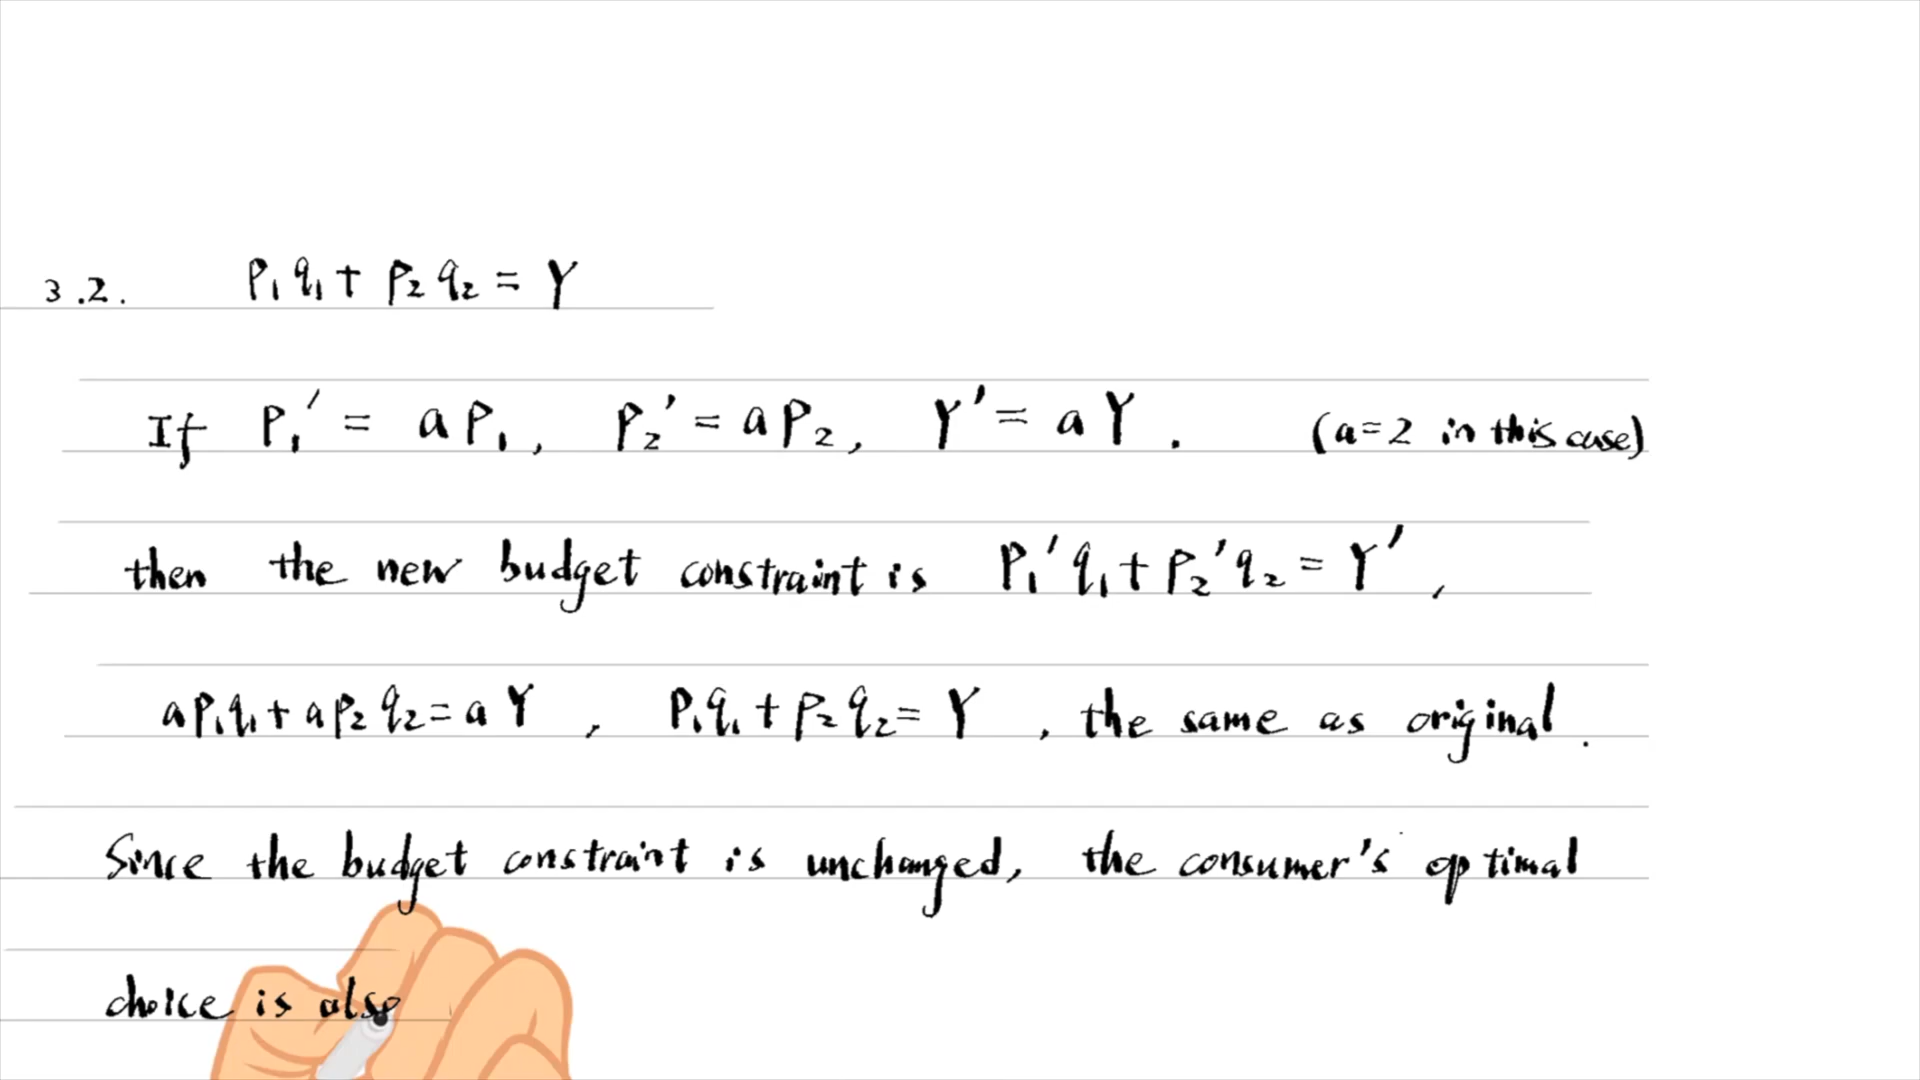 3.2. P₁q₁ + P₂q₂ = Y
If P₁' = aP₁, P₂' = aP₂, Y' = aY. (a=2 in this case)
then the new budget constraint is P₁'q₁ + P₂'q₂ = Y',
aP₁q₁ + aP₂q₂ = aY, P₁q₁ + P₂q₂ = Y, the same as original.
Since the budget constraint is unchanged, the consumer's optimal
choice is also